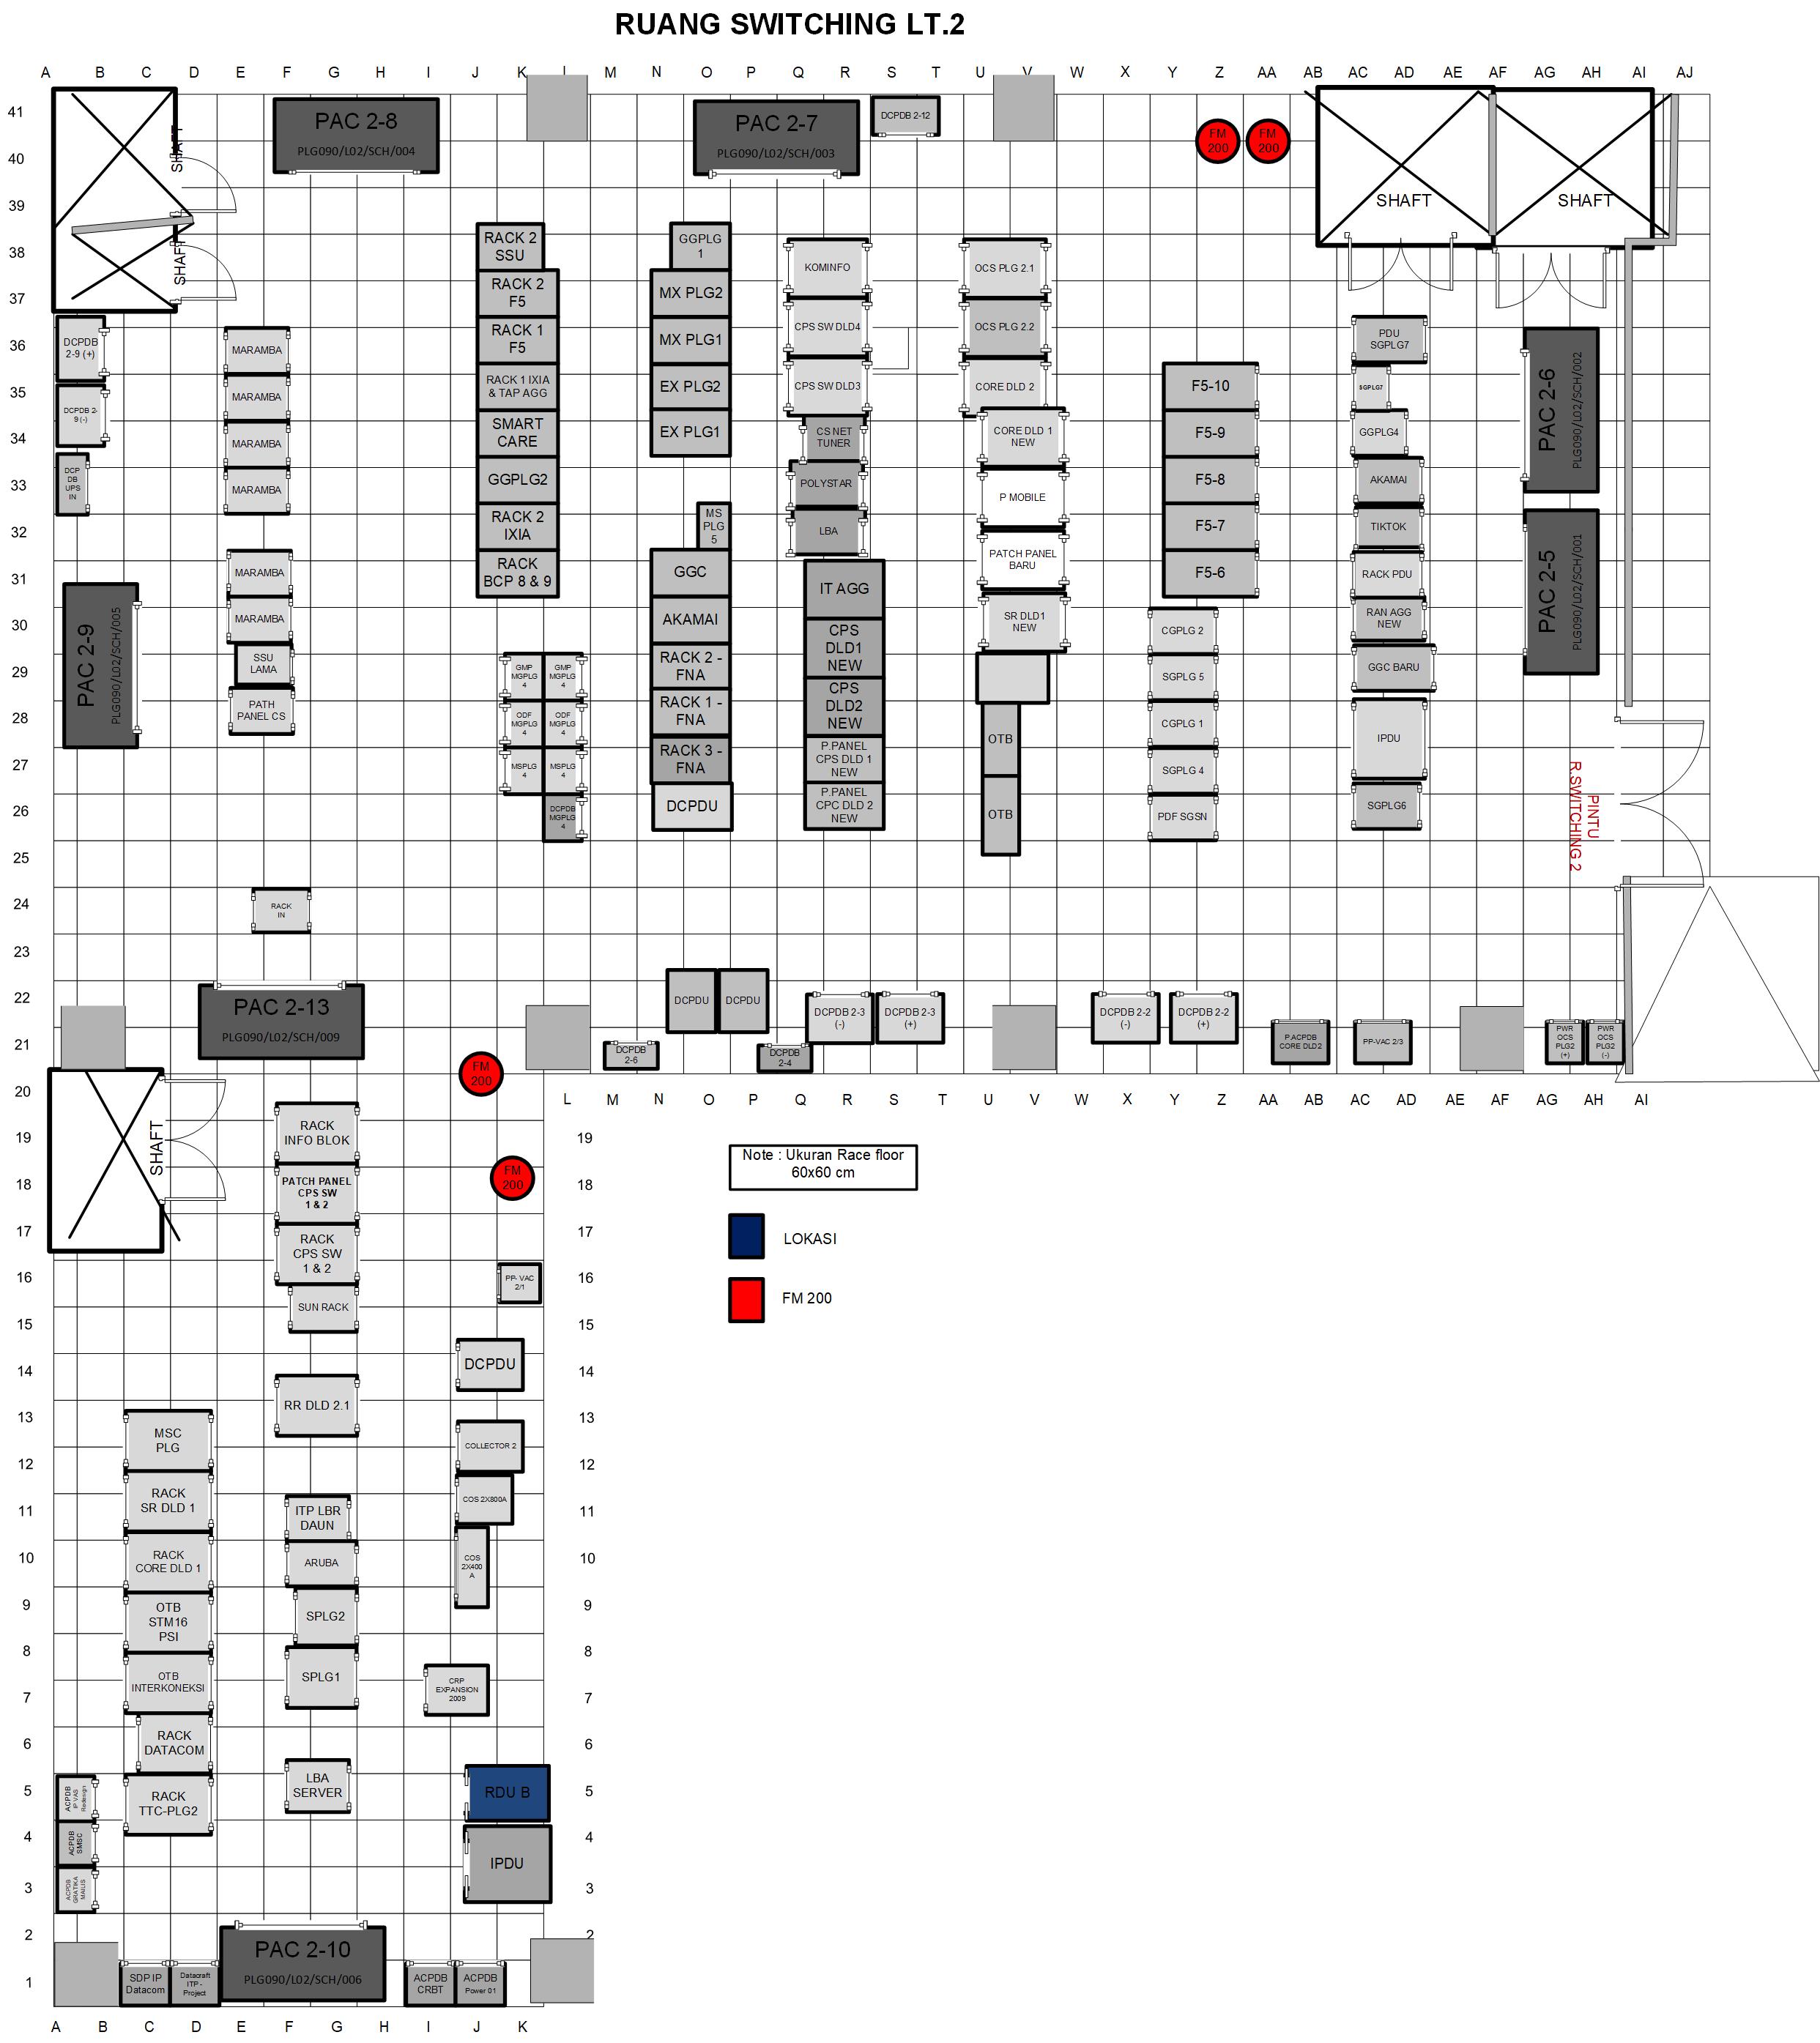 RUANG SWITCHING LT.2
A B C D E F G H I J K L M N O P Q R S T U V W X Y Z AA AB AC AD AE AF AG AH AI AJ
41
40
39
38
37
36
35
34
33
32
31
30
29
28
27
26
25
24
23
22
21
20
19
18
17
16
15
14
13
12
11
10
9
8
7
6
5
4
3
2
1
SHAFT
SHAFT
PAC 2-8
PLG090/L02/SCH/004
PAC 2-7
PLG090/L02/SCH/003
DCPDB 2-12
FM
200
FM
200
SHAFT
SHAFT
DCPDB
2-9 (+)
DCPDB 2-
9 (-)
DCP
DB
UPS
IN
PAC 2-9
PLG090/L02/SCH/005
MARAMBA
MARAMBA
MARAMBA
MARAMBA
MARAMBA
MARAMBA
SSU
LAMA
PATH
PANEL CS
RACK
IN
RACK 2
SSU
RACK 2
F5
RACK 1
F5
RACK 1 IXIA
& TAP AGG
SMART
CARE
GGPLG2
RACK 2
IXIA
RACK
BCP 8 & 9
GMP
MGPLG
4
GMP
MGPLG
4
ODF
MGPLG
4
ODF
MGPLG
4
MSPLG
4
MSPLG
4
DCPDB
MGPLG
4
GGPLG
1
MX PLG2
MX PLG1
EX PLG2
EX PLG1
MS
PLG
5
GGC
AKAMAI
RACK 2 -
FNA
RACK 1 -
FNA
RACK 3 -
FNA
DCPDU
KOMINFO
CPS SW DLD4
CPS SW DLD3
CS NET
TUNER
POLYSTAR
LBA
IT AGG
CPS
DLD1
NEW
CPS
DLD2
NEW
P.PANEL
CPS DLD 1
NEW
P.PANEL
CPC DLD 2
NEW
OCS PLG 2.1
OCS PLG 2.2
CORE DLD 2
CORE DLD 1
NEW
P MOBILE
PATCH PANEL
BARU
SR DLD1
NEW
OTB
OTB
F5-10
F5-9
F5-8
F5-7
F5-6
CGPLG 2
SGPLG 5
CGPLG 1
SGPLG 4
PDF SGSN
PDU
SGPLG7
SGPLG7
GGPLG4
AKAMAI
TIKTOK
RACK PDU
RAN AGG
NEW
GGC BARU
IPDU
SGPLG6
PAC 2-6
PLG090/L02/SCH/002
PAC 2-5
PLG090/L02/SCH/001
PINTU
R.SWITCHING 2
PAC 2-13
PLG090/L02/SCH/009
FM
200
DCPDB
2-6
DCPDU
DCPDU
DCPDB
2-4
DCPDB 2-3
(-)
DCPDB 2-3
(+)
DCPDB 2-2
(-)
DCPDB 2-2
(+)
P.ACPDB
CORE DLD2
PP-VAC 2/3
PWR
OCS
PLG2
(+)
PWR
OCS
PLG2
(-)
L M N O P Q R S T U V W X Y Z AA AB AC AD AE AF AG AH AI
SHAFT
RACK
INFO BLOK
PATCH PANEL
CPS SW
1 & 2
RACK
CPS SW
1 & 2
SUN RACK
RR DLD 2.1
FM
200
PP- VAC
2/1
DCPDU
COLLECTOR 2
COS 2X800A
COS
2X400
A
CRP
EXPANSION
2009
RDU B
IPDU
MSC
PLG
RACK
SR DLD 1
RACK
CORE DLD 1
OTB
STM16
PSI
OTB
INTERKONEKSI
RACK
DATACOM
RACK
TTC-PLG2
ITP LBR
DAUN
ARUBA
SPLG2
SPLG1
LBA
SERVER
ACPDB
IP VAS
Redesign
ACPDB
SMSC
ACPDB
GRATIKA
MAILIS
SDP IP
Datacom
Datacraft
ITP -
Project
PAC 2-10
PLG090/L02/SCH/006
ACPDB
CRBT
ACPDB
Power 01
19
18
17
16
15
14
13
12
11
10
9
8
7
6
5
4
3
2
A B C D E F G H I J K
Note : Ukuran Race floor
60x60 cm
LOKASI
FM 200